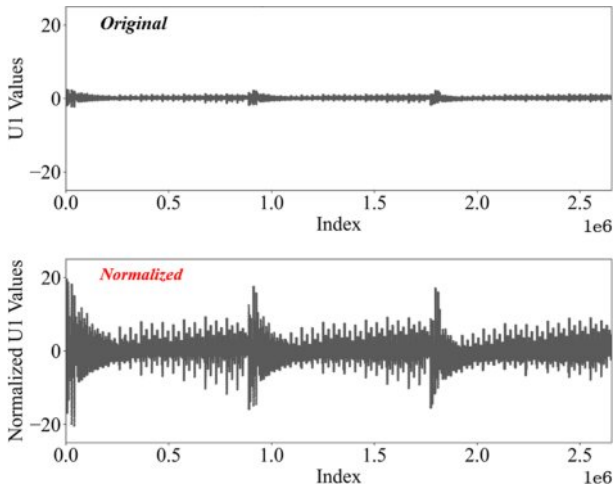 Original
U1 Values
20
0
−20
0.0 0.5 1.0 1.5 2.0 2.5
Index
1e6
Normalized
Normalized U1 Values
20
0
−20
0.0 0.5 1.0 1.5 2.0 2.5
Index
1e6